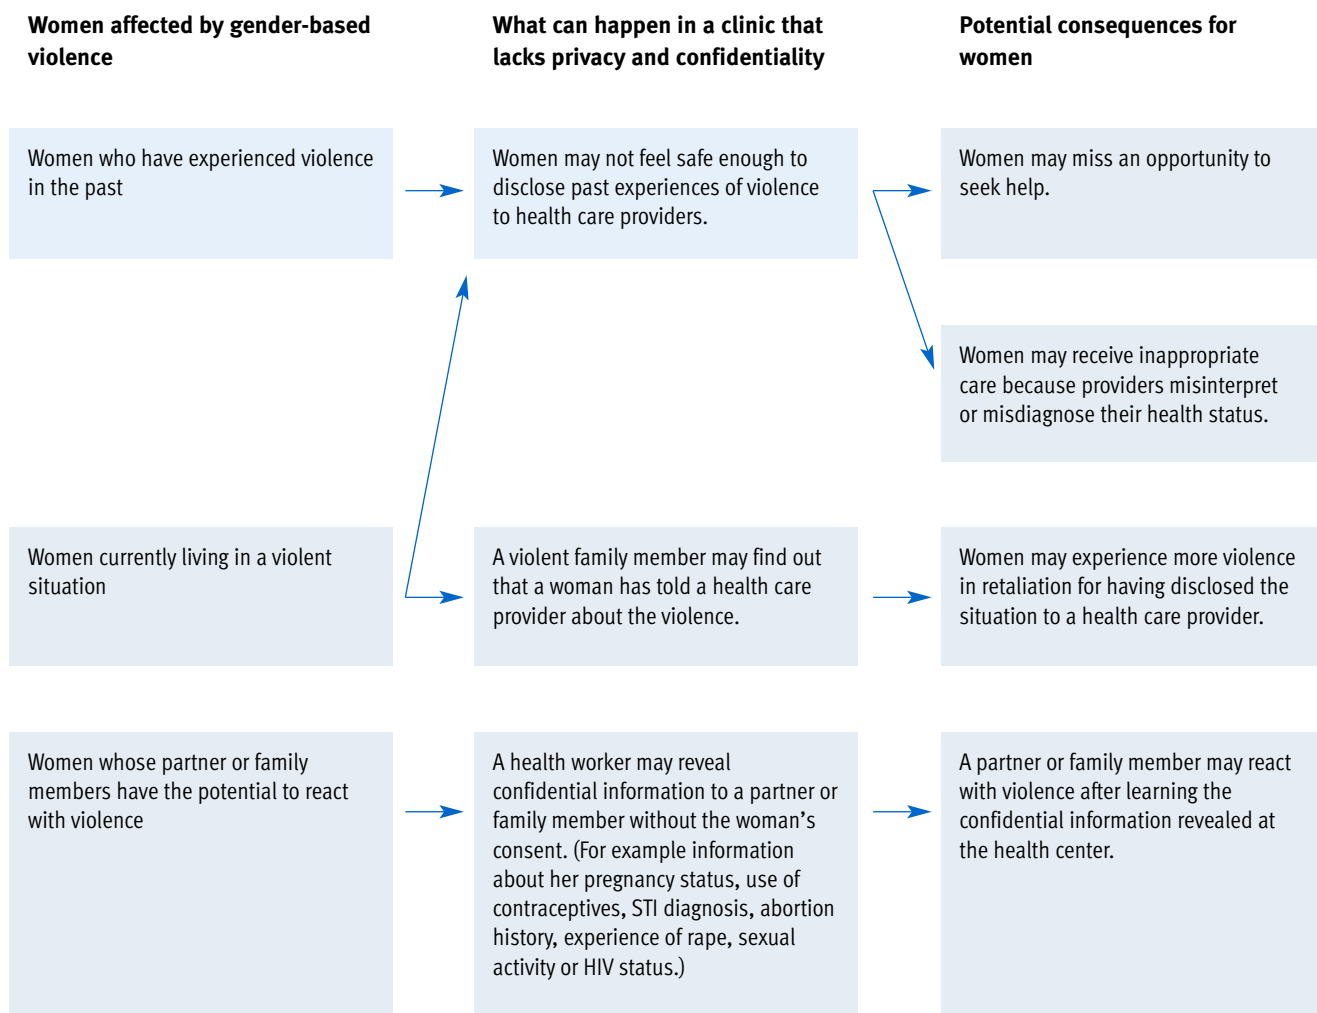 Women affected by gender-based
violence
What can happen in a clinic that
lacks privacy and confidentiality
Potential consequences for
women
Women who have experienced violence
in the past
Women may not feel safe enough to
disclose past experiences of violence
to health care providers.
Women may miss an opportunity to
seek help.
Women may receive inappropriate
care because providers misinterpret
or misdiagnose their health status.
Women currently living in a violent
situation
A violent family member may find out
that a woman has told a health care
provider about the violence.
Women may experience more violence
in retaliation for having disclosed the
situation to a health care provider.
Women whose partner or family
members have the potential to react
with violence
A health worker may reveal
confidential information to a partner or
family member without the woman’s
consent. (For example information
about her pregnancy status, use of
contraceptives, STI diagnosis, abortion
history, experience of rape, sexual
activity or HIV status.)
A partner or family member may react
with violence after learning the
confidential information revealed at
the health center.